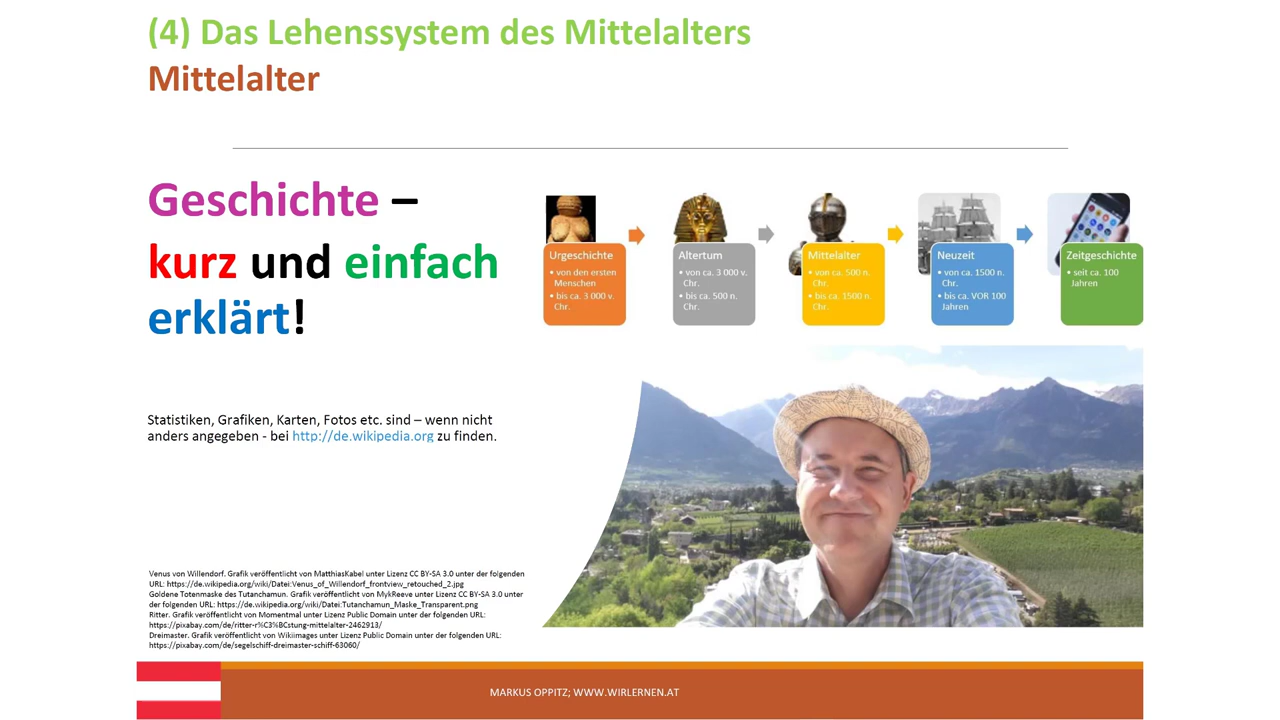 (4) Das Lehenssystem des Mittelalters
Mittelalter
Geschichte –
kurz und einfach
erklärt!
Urgeschichte
• von den ersten
Menschen
• bis ca. 3 000 v.
Chr.
Altertum
• von ca. 3 000 v.
Chr.
• bis ca. 500 n.
Chr.
Mittelalter
• von ca. 500 n.
Chr.
• bis ca. 1500 n.
Chr.
Neuzeit
• von ca. 1500 n.
Chr.
• bis ca. VOR 100
Jahren
Zeitgeschichte
• seit ca. 100
Jahren
Statistiken, Grafiken, Karten, Fotos etc. sind – wenn nicht
anders angegeben - bei http://de.wikipedia.org zu finden.
Venus von Willendorf. Grafik veröffentlicht von MatthiasKabel unter Lizenz CC BY-SA 3.0 unter der folgenden
URL: https://de.wikipedia.org/wiki/Datei:Venus_of_Willendorf_frontview_retouched_2.jpg
Goldene Totenmaske des Tutanchamun. Grafik veröffentlicht von MykReeve unter Lizenz CC BY-SA 3.0 unter
der folgenden URL: https://de.wikipedia.org/wiki/Datei:Tutanchamun_Maske_Transparent.png
Ritter. Grafik veröffentlicht von Momentmal unter Lizenz Public Domain unter der folgenden URL:
https://pixabay.com/de/ritter-r%C3%BCstung-mittelalter-2462913/
Dreimaster. Grafik veröffentlicht von Wikiimages unter Lizenz Public Domain unter der folgenden URL:
https://pixabay.com/de/segelschiff-dreimaster-schiff-63060/
MARKUS OPPITZ; WWW.WIRLERNEN.AT